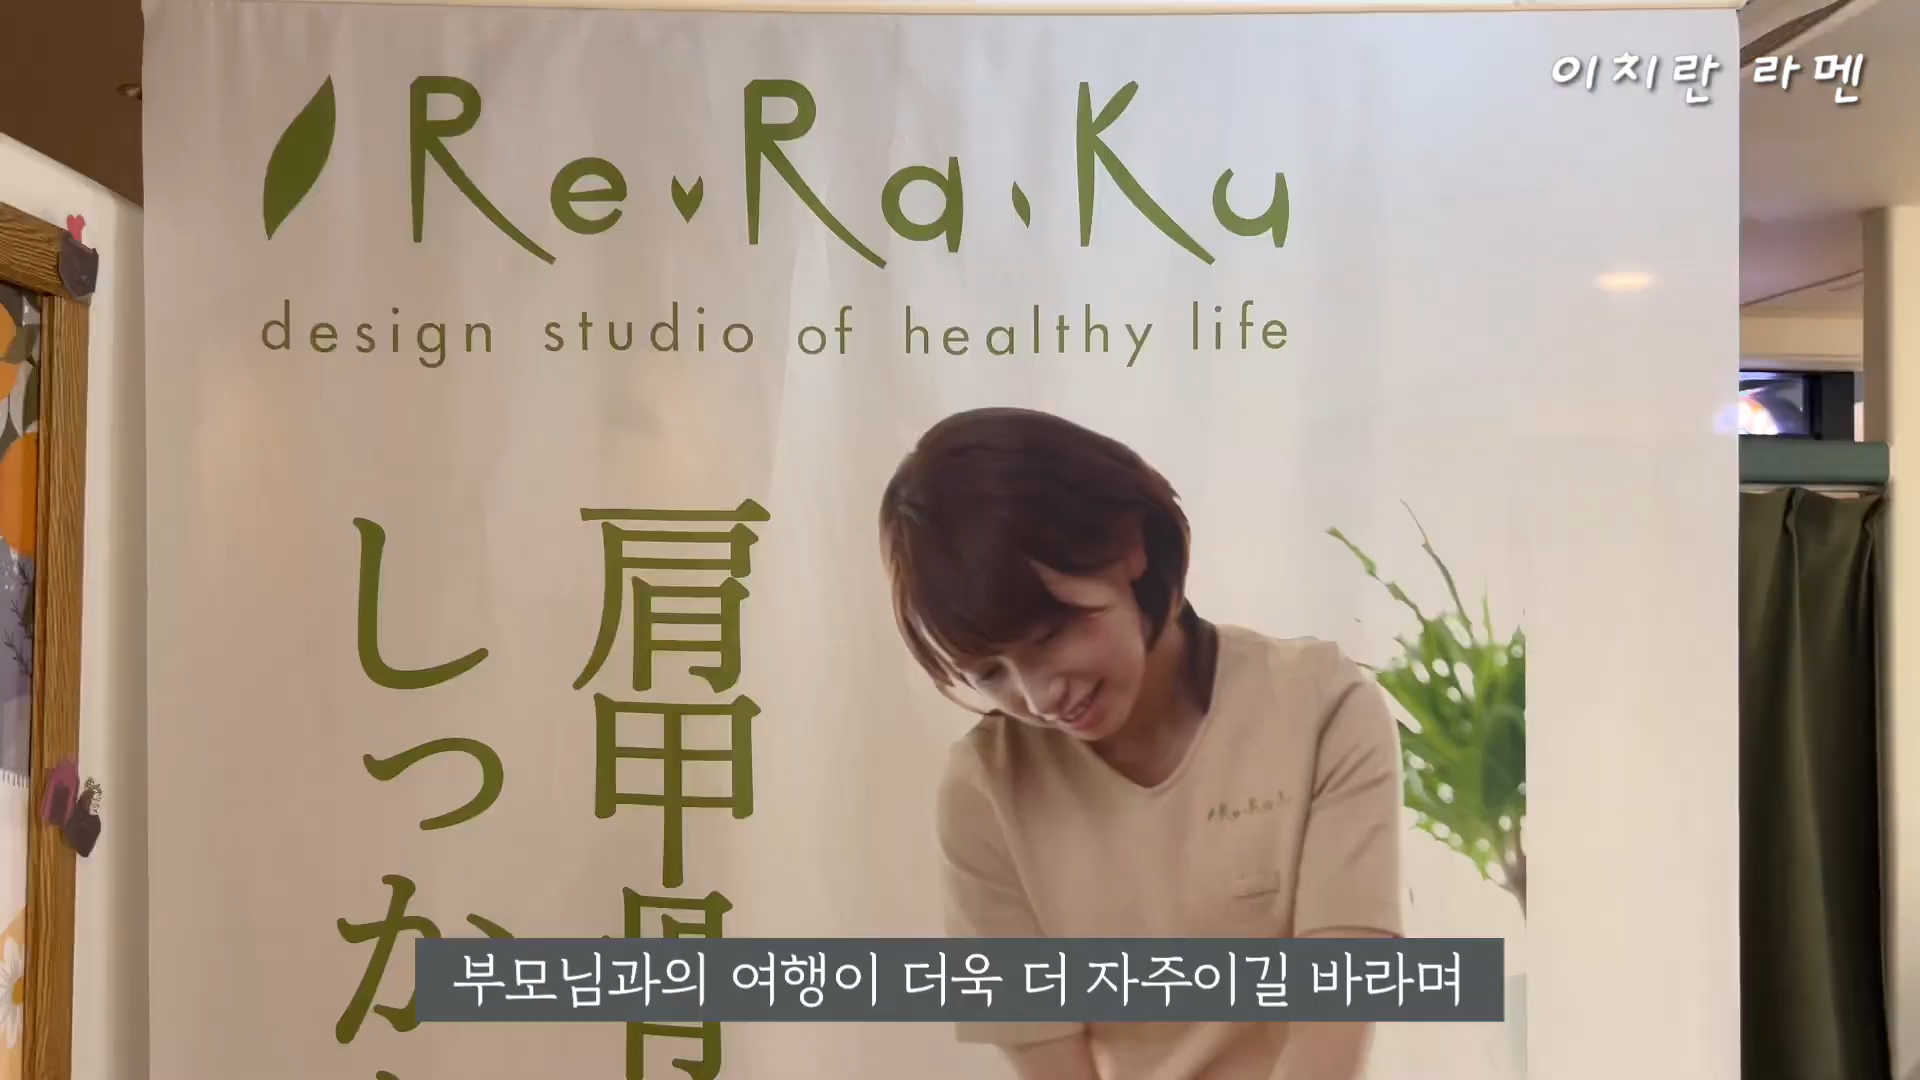 이치란 라멘
Re Ra Ku
design studio of healthy life
肩甲骨
しっか
부모님과의 여행이 더욱 더 자주이길 바라며